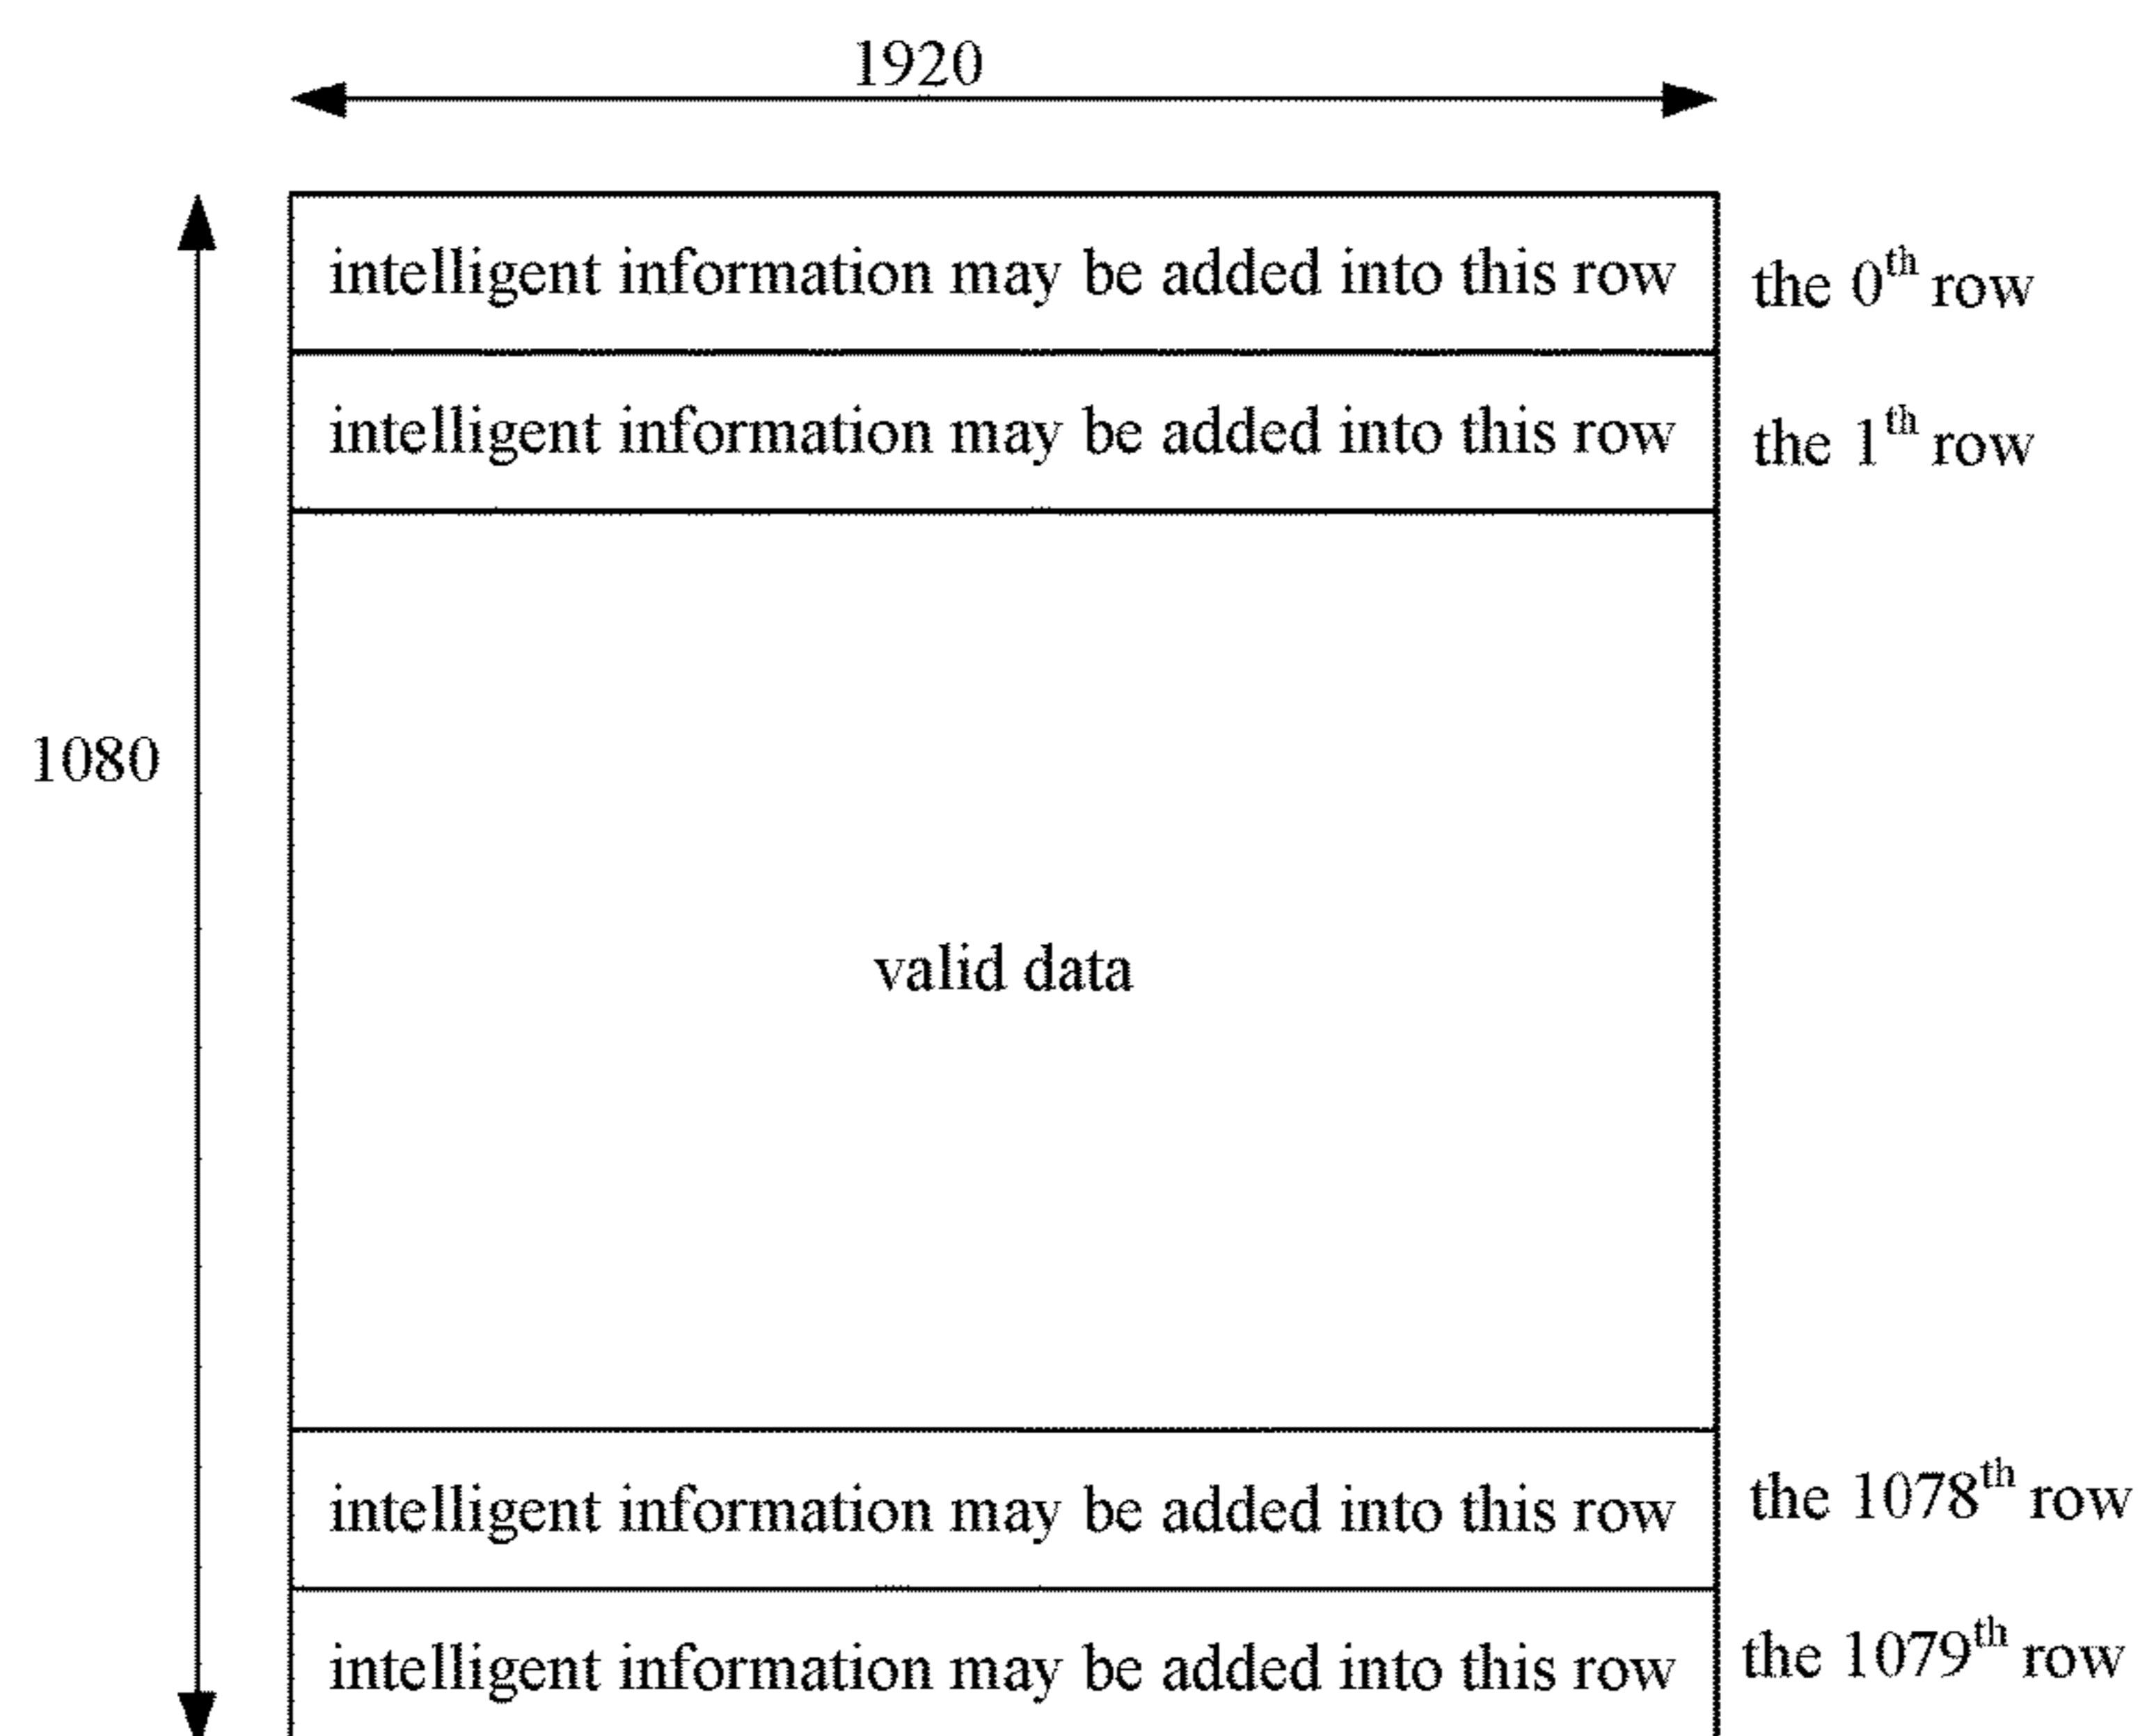 1920
intelligent information may be added into this row the 0th row
intelligent information may be added into this row the 1th row
1080
valid data
intelligent information may be added into this row the 1078th row
intelligent information may be added into this row the 1079th row